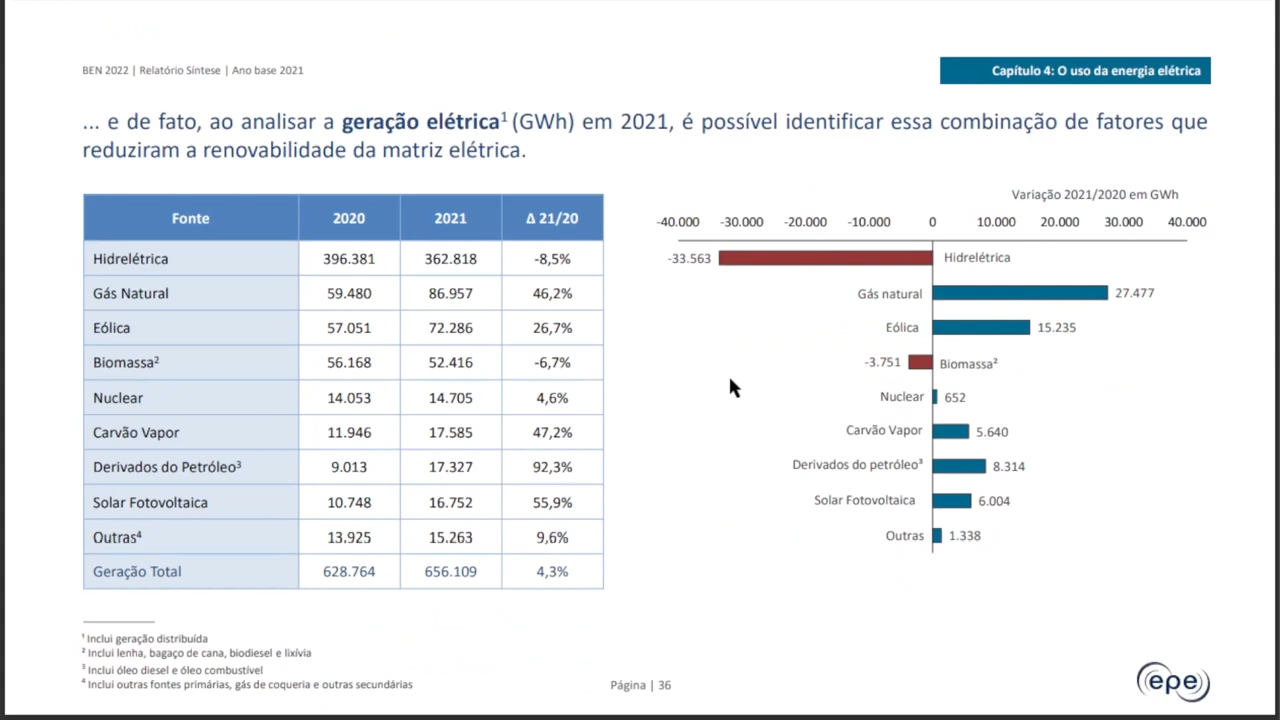 BEN 2022 | Relatório Síntese | Ano base 2021
Capítulo 4: O uso da energia elétrica
... e de fato, ao analisar a geração elétrica¹ (GWh) em 2021, é possível identificar essa combinação de fatores que
reduziram a renovabilidade da matriz elétrica.
Fonte 2020 2021 Δ 21/20
Hidrelétrica 396.381 362.818 -8,5%
Gás Natural 59.480 86.957 46,2%
Eólica 57.051 72.286 26,7%
Biomassa² 56.168 52.416 -6,7%
Nuclear 14.053 14.705 4,6%
Carvão Vapor 11.946 17.585 47,2%
Derivados do Petróleo³ 9.013 17.327 92,3%
Solar Fotovoltaica 10.748 16.752 55,9%
Outras⁴ 13.925 15.263 9,6%
Geração Total 628.764 656.109 4,3%
Variação 2021/2020 em GWh
-40.000 -30.000 -20.000 -10.000 0 10.000 20.000 30.000 40.000
-33.563 Hidrelétrica
Gás natural 27.477
Eólica 15.235
-3.751 Biomassa²
Nuclear 652
Carvão Vapor 5.640
Derivados do petróleo³ 8.314
Solar Fotovoltaica 6.004
Outras 1.338
¹ Inclui geração distribuída
² Inclui lenha, bagaço de cana, biodiesel e lixívia
³ Inclui óleo diesel e óleo combustível
⁴ Inclui outras fontes primárias, gás de coqueria e outras secundárias
Página | 36
epe